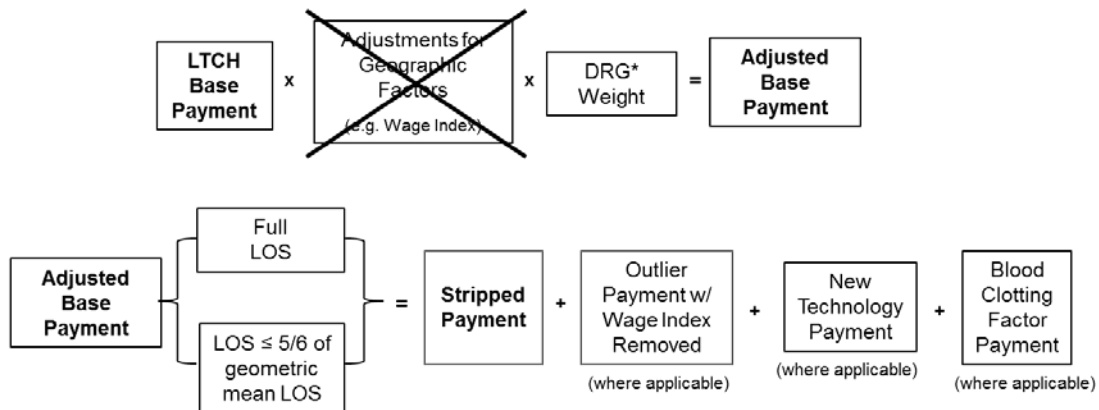 LTCH
Base
Payment
x
Adjustments for
Geographic
Factors
(e.g. Wage Index)
x
DRG*
Weight
=
Adjusted
Base
Payment
Adjusted
Base
Payment
Full
LOS
LOS ≤ 5/6 of
geometric
mean LOS
=
Stripped
Payment
+
Outlier
Payment w/
Wage Index
Removed
(where applicable)
+
New
Technology
Payment
(where applicable)
+
Blood
Clotting
Factor
Payment
(where applicable)